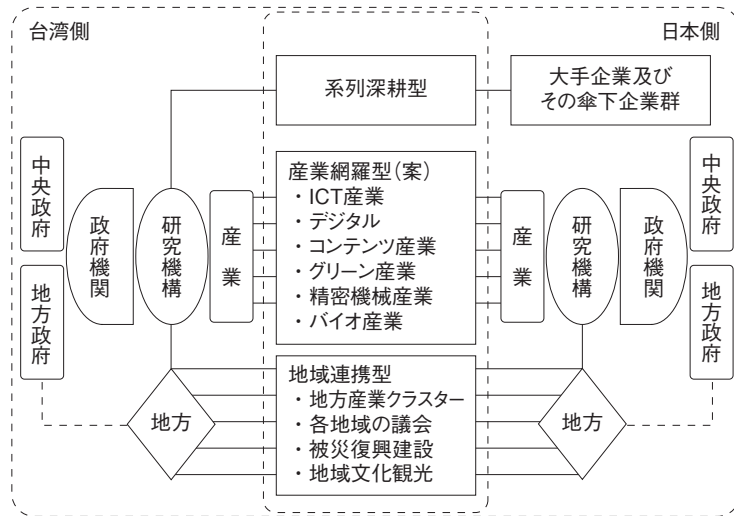 台湾側
日本側
系列深耕型
大手企業及び
その傘下企業群
中央政府
地方政府
政府機関
研究機構
産業
産業網羅型（案）
・ICT産業
・デジタル
・コンテンツ産業
・グリーン産業
・精密機械産業
・バイオ産業
産業
研究機構
政府機関
中央政府
地方政府
地方
地域連携型
・地方産業クラスター
・各地域の議会
・被災復興建設
・地域文化観光
地方